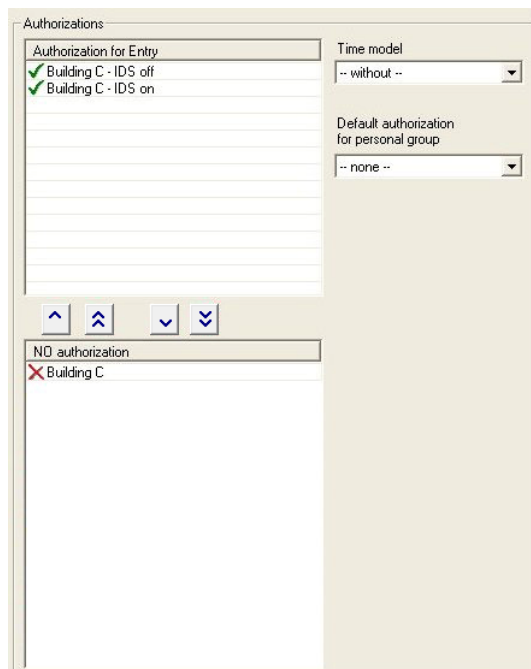 Authorizations
Authorization for Entry
Building C - IDS off
Building C - IDS on
Time model
-- without --
Default authorization
for personal group
-- none --
NO authorization
Building C